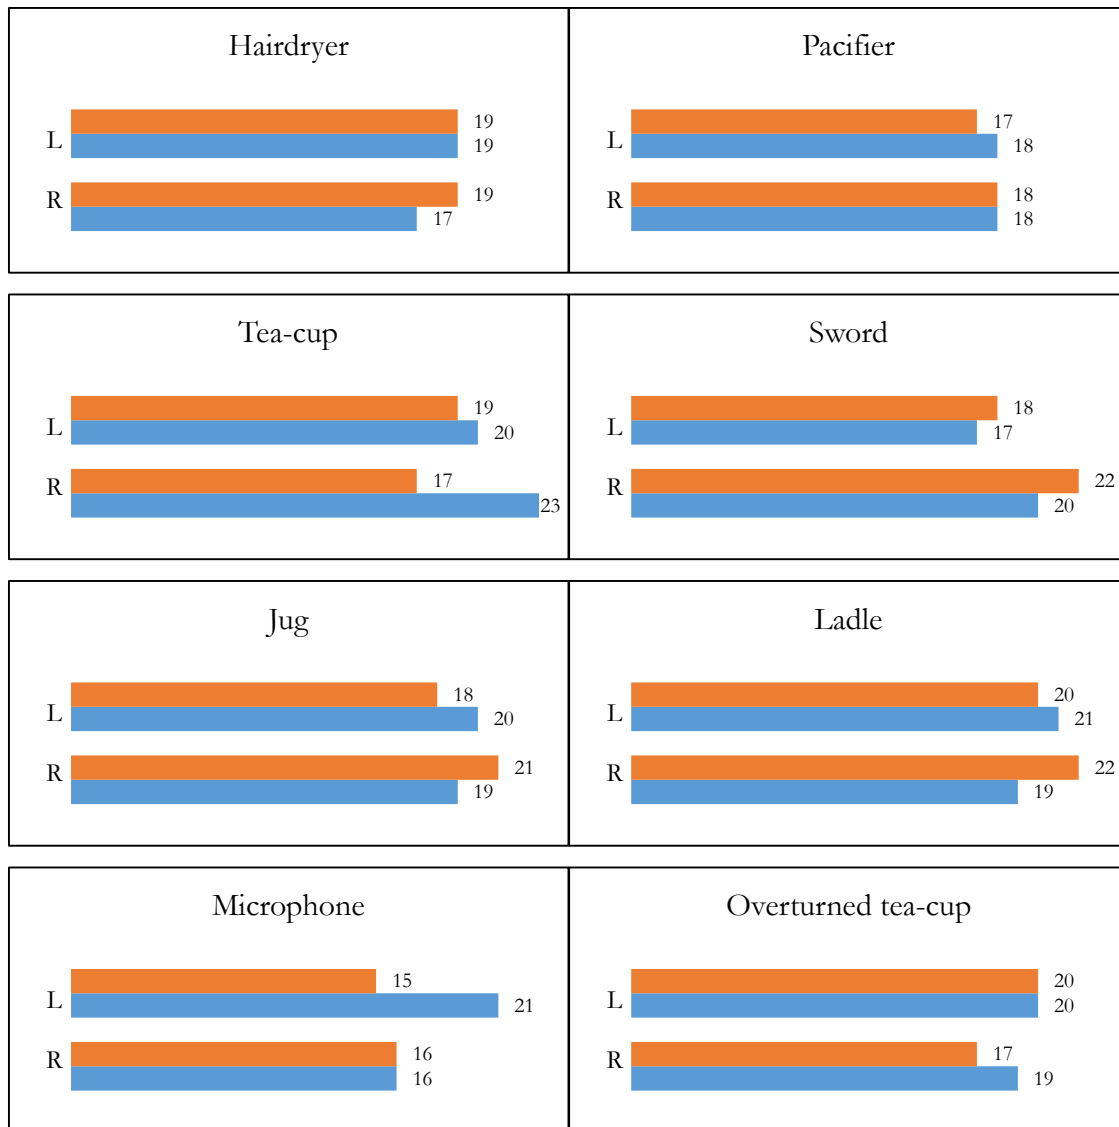 Hairdryer
L 19
19
R 19
17
Pacifier
L 17
18
R 18
18
Tea-cup
L 19
20
R 17
23
Sword
L 18
17
R 22
20
Jug
L 18
20
R 21
19
Ladle
L 20
21
R 22
19
Microphone
L 15
21
R 16
16
Overturned tea-cup
L 20
20
R 17
19